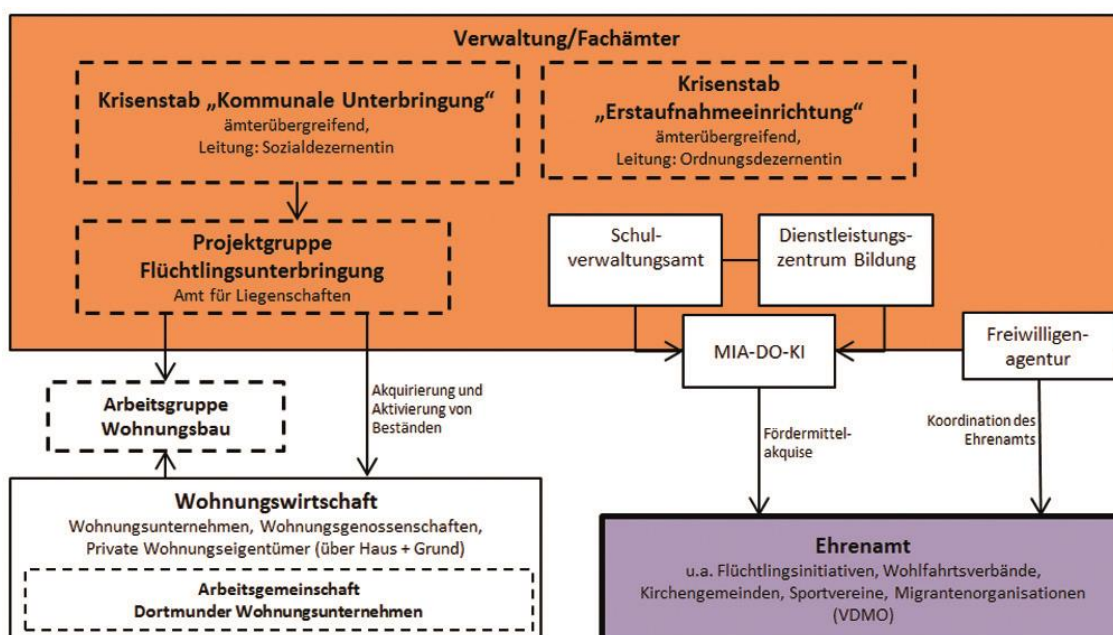 Verwaltung/Fachämter
Krisenstab „Kommunale Unterbringung“
ämterübergreifend,
Leitung: Sozialdezernentin
Krisenstab
„Erstaufnahmeeinrichtung“
ämterübergreifend,
Leitung: Ordnungsdezernentin
Projektgruppe
Flüchtlingsunterbringung
Amt für Liegenschaften
Schul-
verwaltungsamt
Dienstleistungs-
zentrum Bildung
MIA-DO-KI
Freiwilligen-
agentur
Arbeitsgruppe
Wohnungsbau
Akquirierung und
Aktivierung von
Beständen
Fördermittel-
akquise
Koordination des
Ehrenamts
Wohnungswirtschaft
Wohnungsunternehmen, Wohnungsgenossenschaften,
Private Wohnungseigentümer (über Haus + Grund)
Arbeitsgemeinschaft
Dortmunder Wohnungsunternehmen
Ehrenamt
u.a. Flüchtlingsinitiativen, Wohlfahrtsverbände,
Kirchengemeinden, Sportvereine, Migrantenorganisationen
(VDMO)